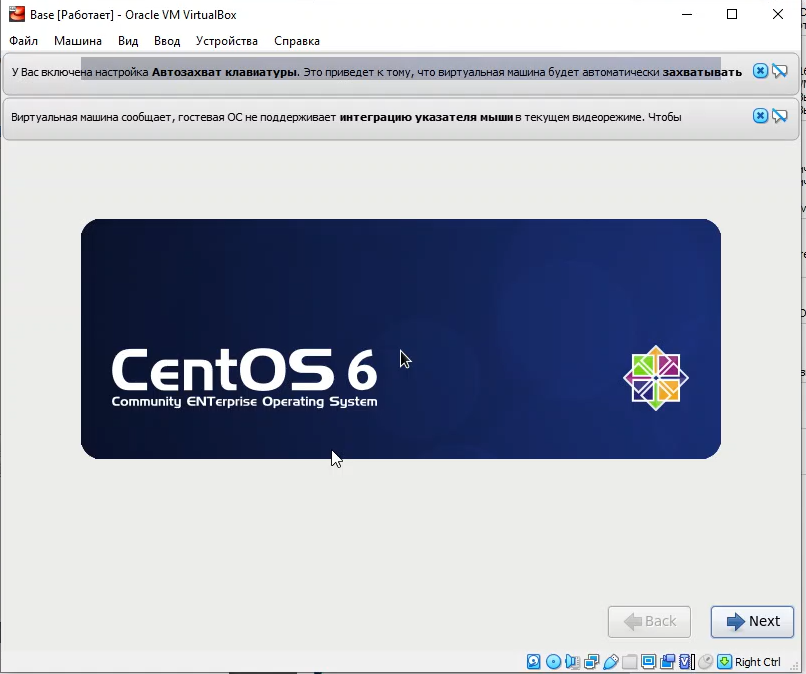 Base [Работает] - Oracle VM VirtualBox
Файл Машина Вид Ввод Устройства Справка
У Вас включена настройка Автозахват клавиатуры. Это приведет к тому, что виртуальная машина будет автоматически захватывать
Виртуальная машина сообщает, гостевая ОС не поддерживает интеграцию указателя мыши в текущем видеорежиме. Чтобы
CentOS 6
Community ENTerprise Operating System
Back Next
Right Ctrl